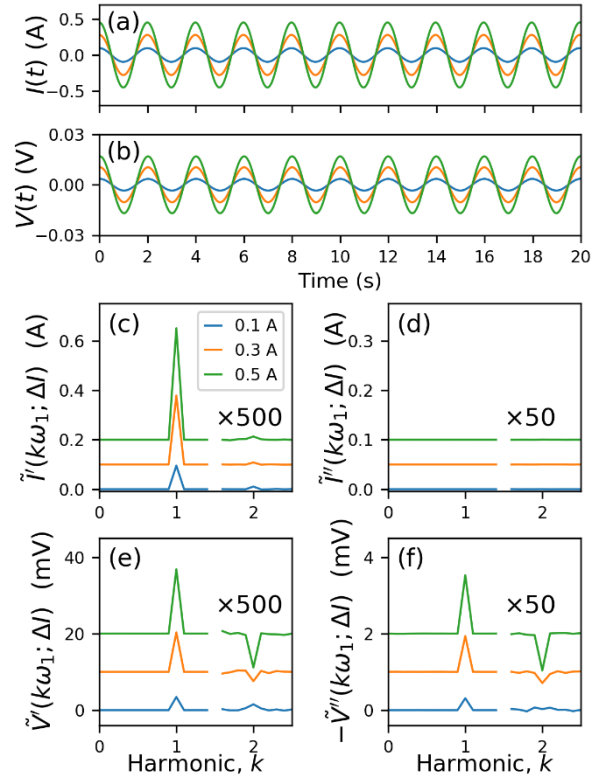 (a)
I(t) (A)
0.5
0.0
−0.5
(b)
V(t) (V)
0.03
0.00
−0.03
0 2 4 6 8 10 12 14 16 18 20
Time (s)
(c)
Ĩ′(kω₁; ΔI) (A)
0.6
0.4
0.2
0.0
0.1 A
0.3 A
0.5 A
×500
0 1 2
(d)
Ĩ″(kω₁; ΔI) (A)
0.3
0.2
0.1
0.0
×50
0 1 2
(e)
Ṽ′(kω₁; ΔI) (mV)
40
20
0
×500
0 1 2
Harmonic, k
(f)
−Ṽ″(kω₁; ΔI) (mV)
4
2
0
×50
0 1 2
Harmonic, k